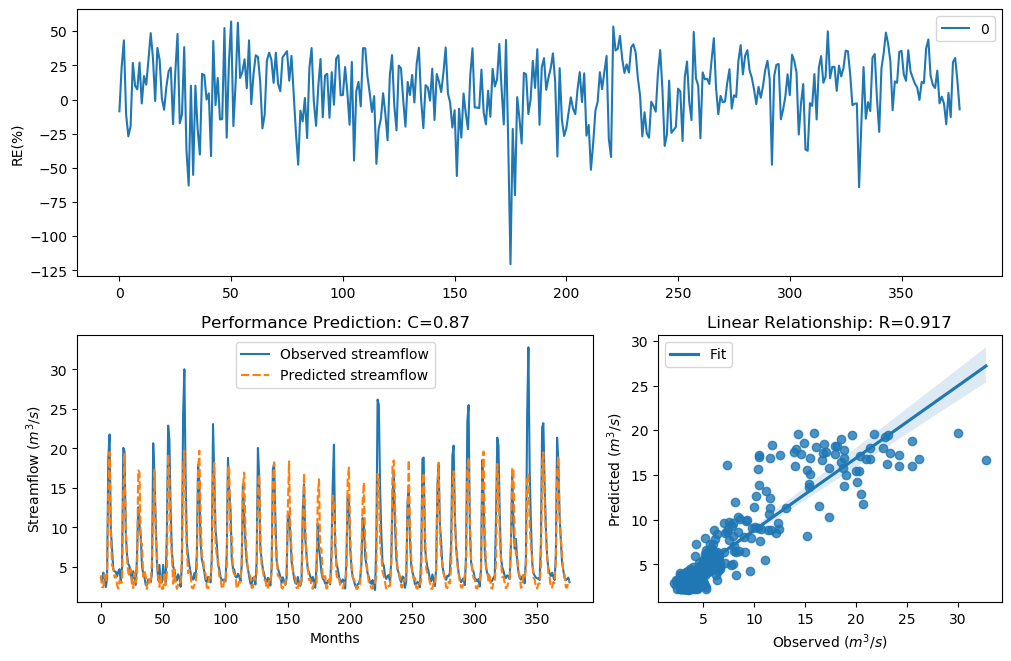 50
25
0
−25
−50
−75
−100
−125
RE(%)
0
0 50 100 150 200 250 300 350
Performance Prediction: C=0.87
Observed streamflow
Predicted streamflow
30
25
20
15
10
5
Streamflow (m³/s)
0 50 100 150 200 250 300 350
Months
Linear Relationship: R=0.917
Fit
30
25
20
15
10
5
Predicted (m³/s)
5 10 15 20 25 30
Observed (m³/s)